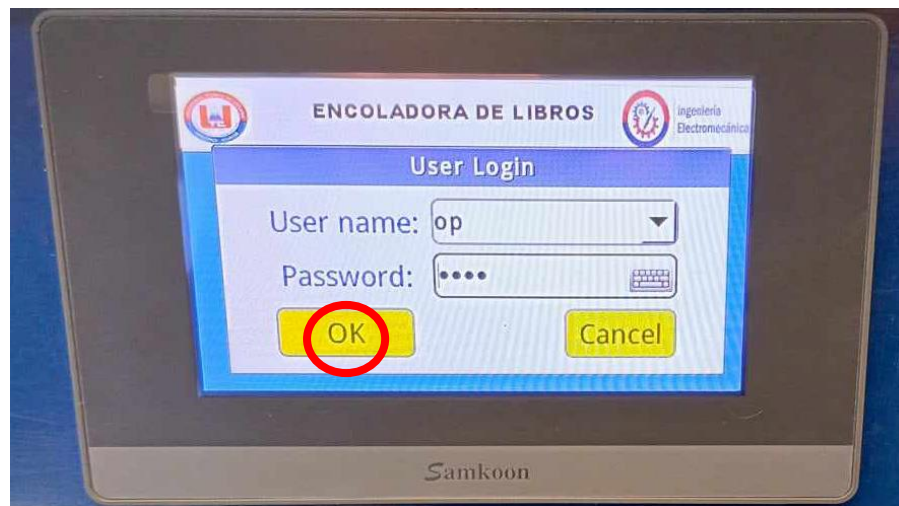 ENCOLADORA DE LIBROS
ingeniería
Electromecánica
User Login
User name: op
Password: ••••
OK Cancel
Samkoon